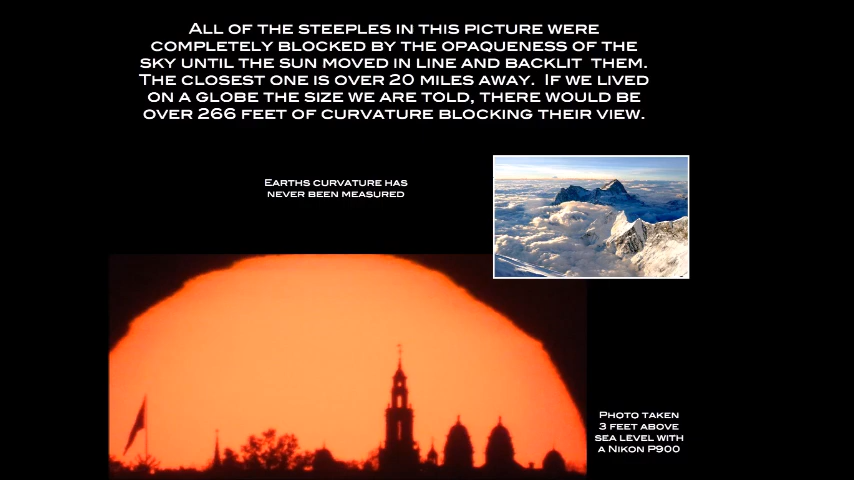 All of the steeples in this picture were
completely blocked by the opaqueness of the
sky until the sun moved in line and backlit them.
The closest one is over 20 miles away. If we lived
on a globe the size we are told, there would be
over 266 feet of curvature blocking their view.
Earths curvature has
never been measured
Photo taken
3 feet above
sea level with
a Nikon P900